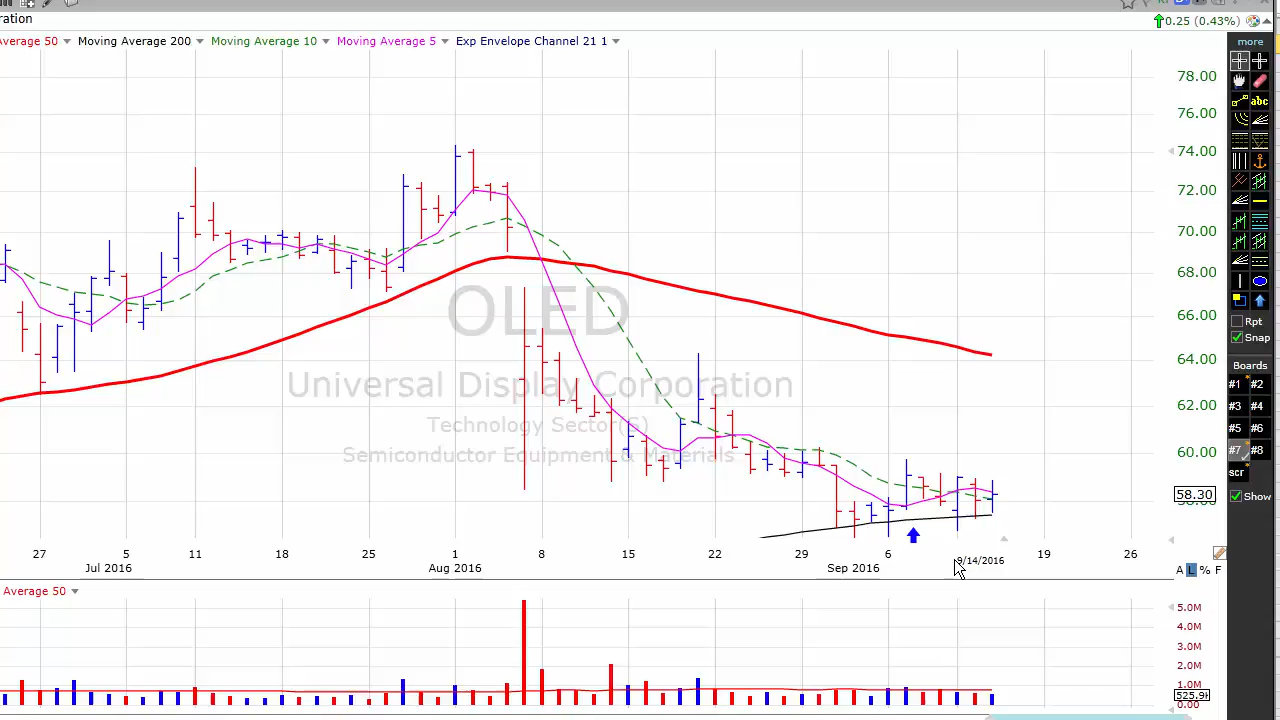 ration
0.25 (0.43%)
Average 50 Moving Average 200 Moving Average 10 Moving Average 5 Exp Envelope Channel 21 1
more
78.00
76.00
abc
74.00
72.00
70.00
68.00
OLED
66.00
Rpt
Snap
64.00
Universal Display Corporation
Boards
#1 #2
62.00
#3 #4
Technology Sector(S)
#5 #6
Semiconductor Equipment & Materials
60.00
#7 #8
scr
58.30
Show
27 5 11 18 25 1 8 15 22 29 6 19 26
9/14/2016
Jul 2016 Aug 2016 Sep 2016
A L % F
Average 50
5.0M
4.0M
3.0M
2.0M
1.0M
0.00